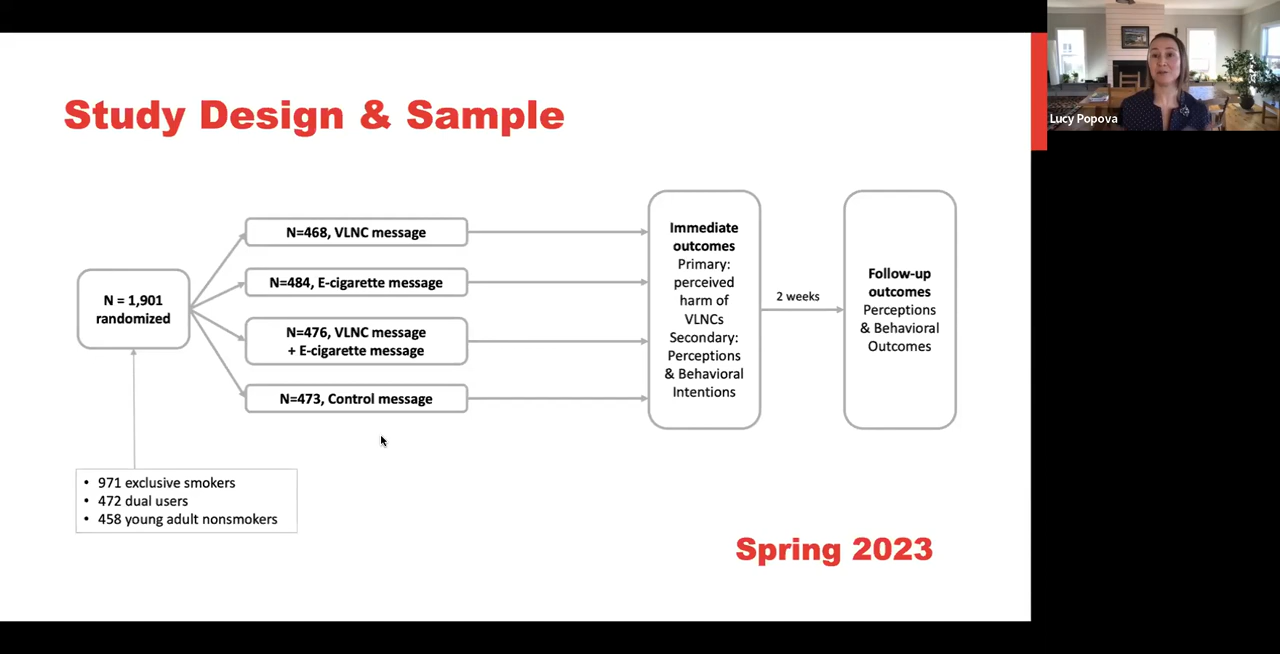 Study Design & Sample
N = 1,901
randomized
N=468, VLNC message
N=484, E-cigarette message
N=476, VLNC message
+ E-cigarette message
N=473, Control message
Immediate
outcomes
Primary:
perceived
harm of
VLNCs
Secondary:
Perceptions
& Behavioral
Intentions
2 weeks
Follow-up
outcomes
Perceptions
& Behavioral
Outcomes
• 971 exclusive smokers
• 472 dual users
• 458 young adult nonsmokers
Spring 2023
Lucy Popova